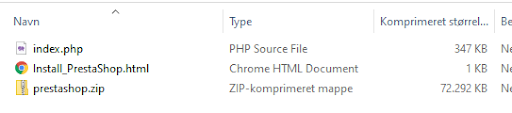 Navn Type Komprimeret størrel... Ne
index.php PHP Source File 347 KB Ne
Install_PrestaShop.html Chrome HTML Document 1 KB Ne
prestashop.zip ZIP-komprimeret mappe 72.292 KB Ne